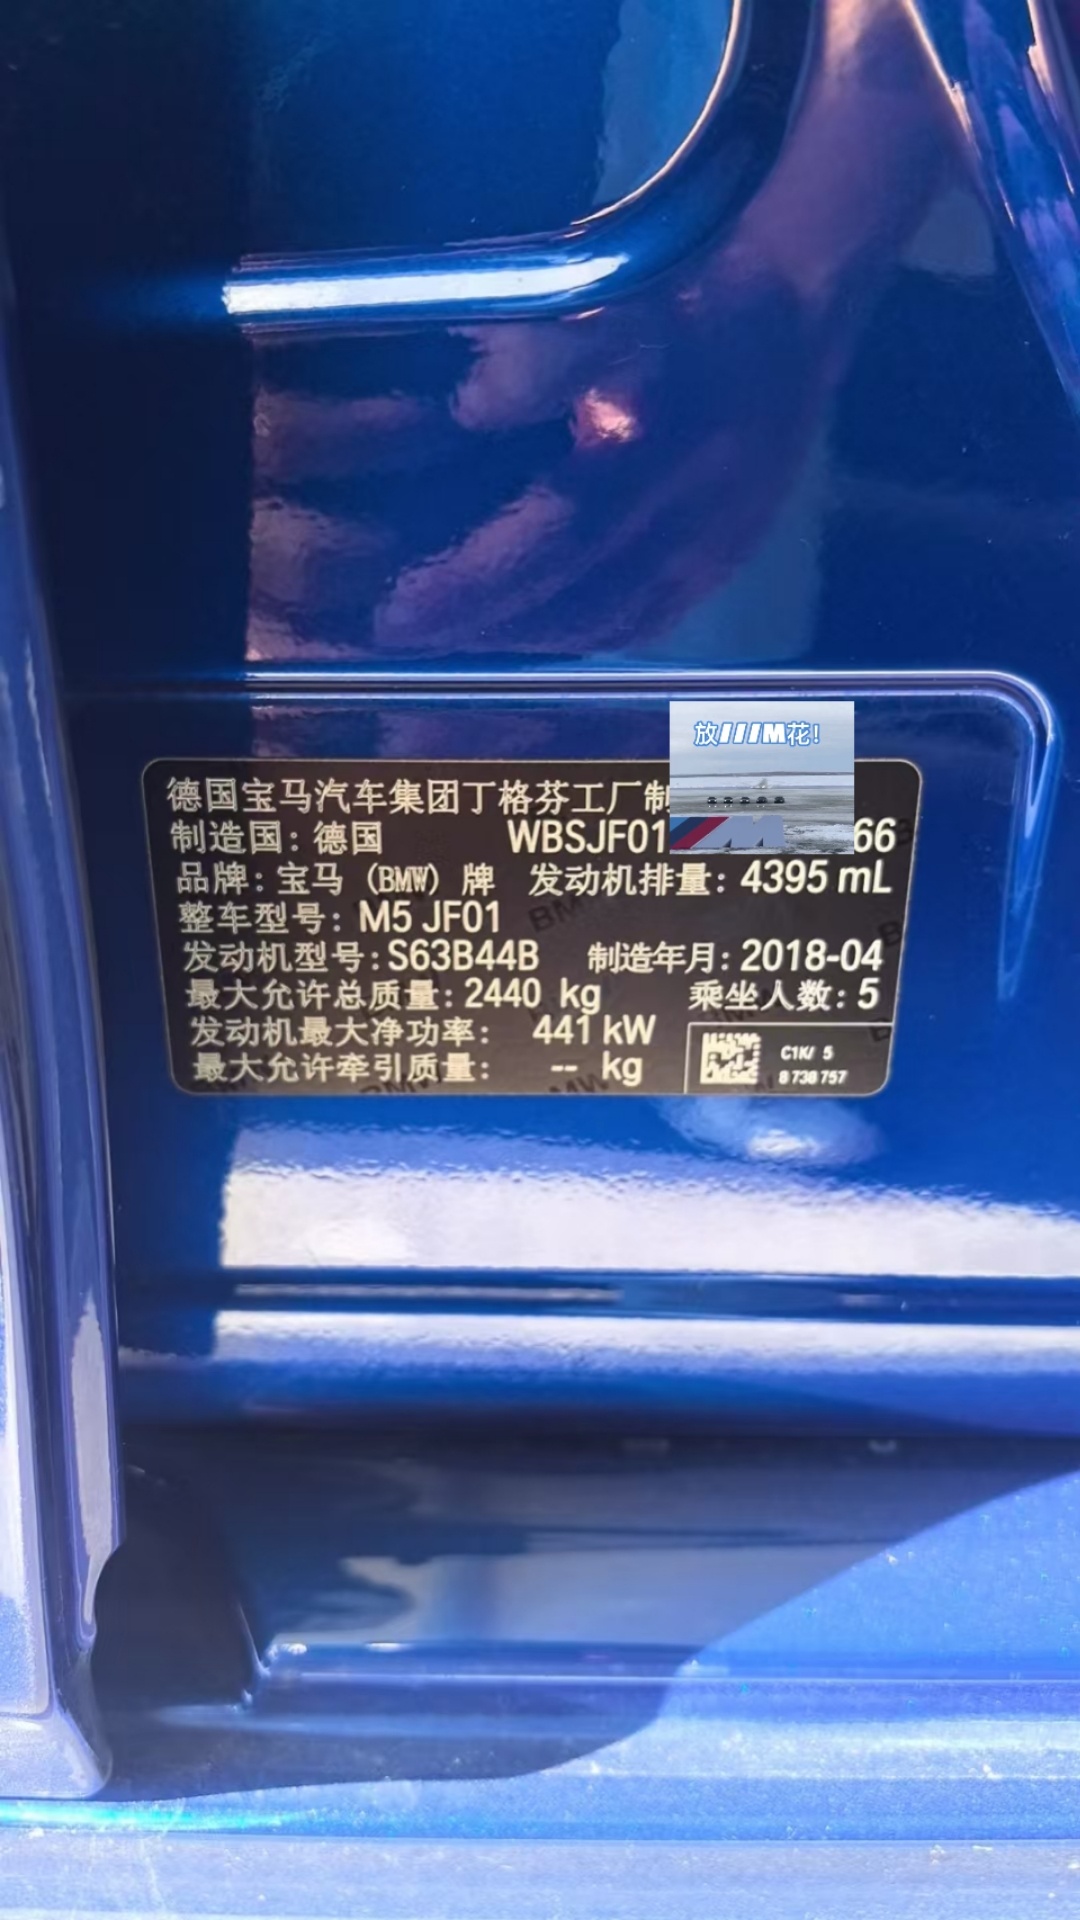 放///M花!
德国宝马汽车集团丁格芬工厂制
制造国：德国 WBSJF01 66
品牌：宝马（BMW）牌 发动机排量：4395 mL
整车型号：M5 JF01
发动机型号：S63B44B 制造年月：2018-04
最大允许总质量：2440 kg 乘坐人数：5
发动机最大净功率： 441 kW
最大允许牵引质量： -- kg
C1K/ 5
8 738 757